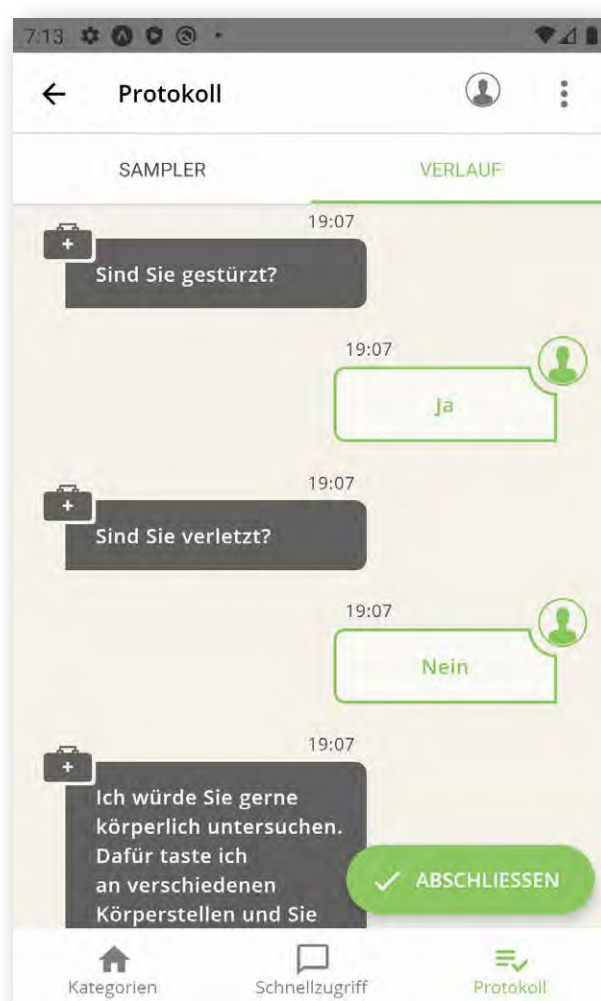 7:13
Protokoll
SAMPLER
VERLAUF
19:07
Sind Sie gestürzt?
19:07
Ja
19:07
Sind Sie verletzt?
19:07
Nein
19:07
Ich würde Sie gerne
körperlich untersuchen.
Dafür taste ich
an verschiedenen
Körperstellen und Sie
ABSCHLIESSEN
Kategorien
Schnellzugriff
Protokoll